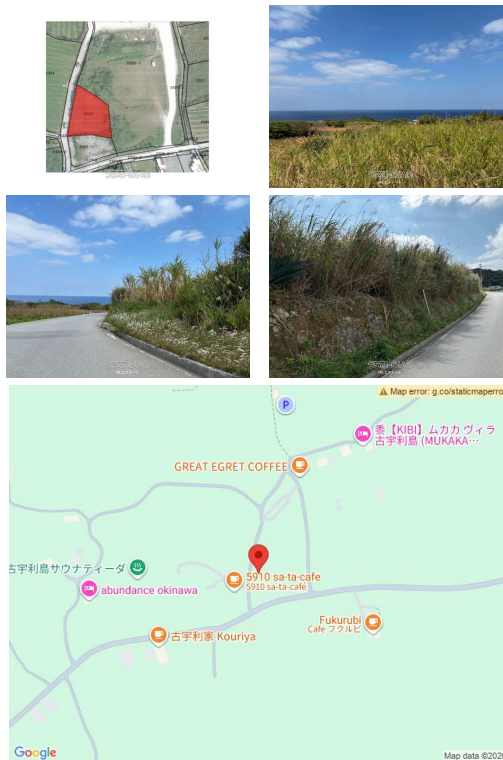 Map error: g.co/staticmaperro
P
黍【KIBI】ムカカ ヴィラ
古宇利島 (MUKAKA…
GREAT EGRET COFFEE
古宇利島サウナティーダ
5910 sa-ta-cafe
5910 sa-ta-café
abundance okinawa
Fukurubi
Cafe フクルビ
古宇利家 Kouriya
Google
Map data ©202